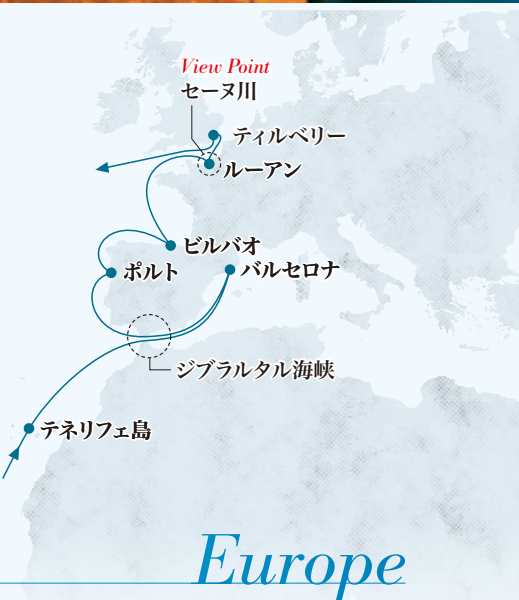 View Point
セーヌ川
ティルベリー
ルーアン
ビルバオ
ポルト
バルセロナ
ジブラルタル海峡
テネリフェ島
Europe